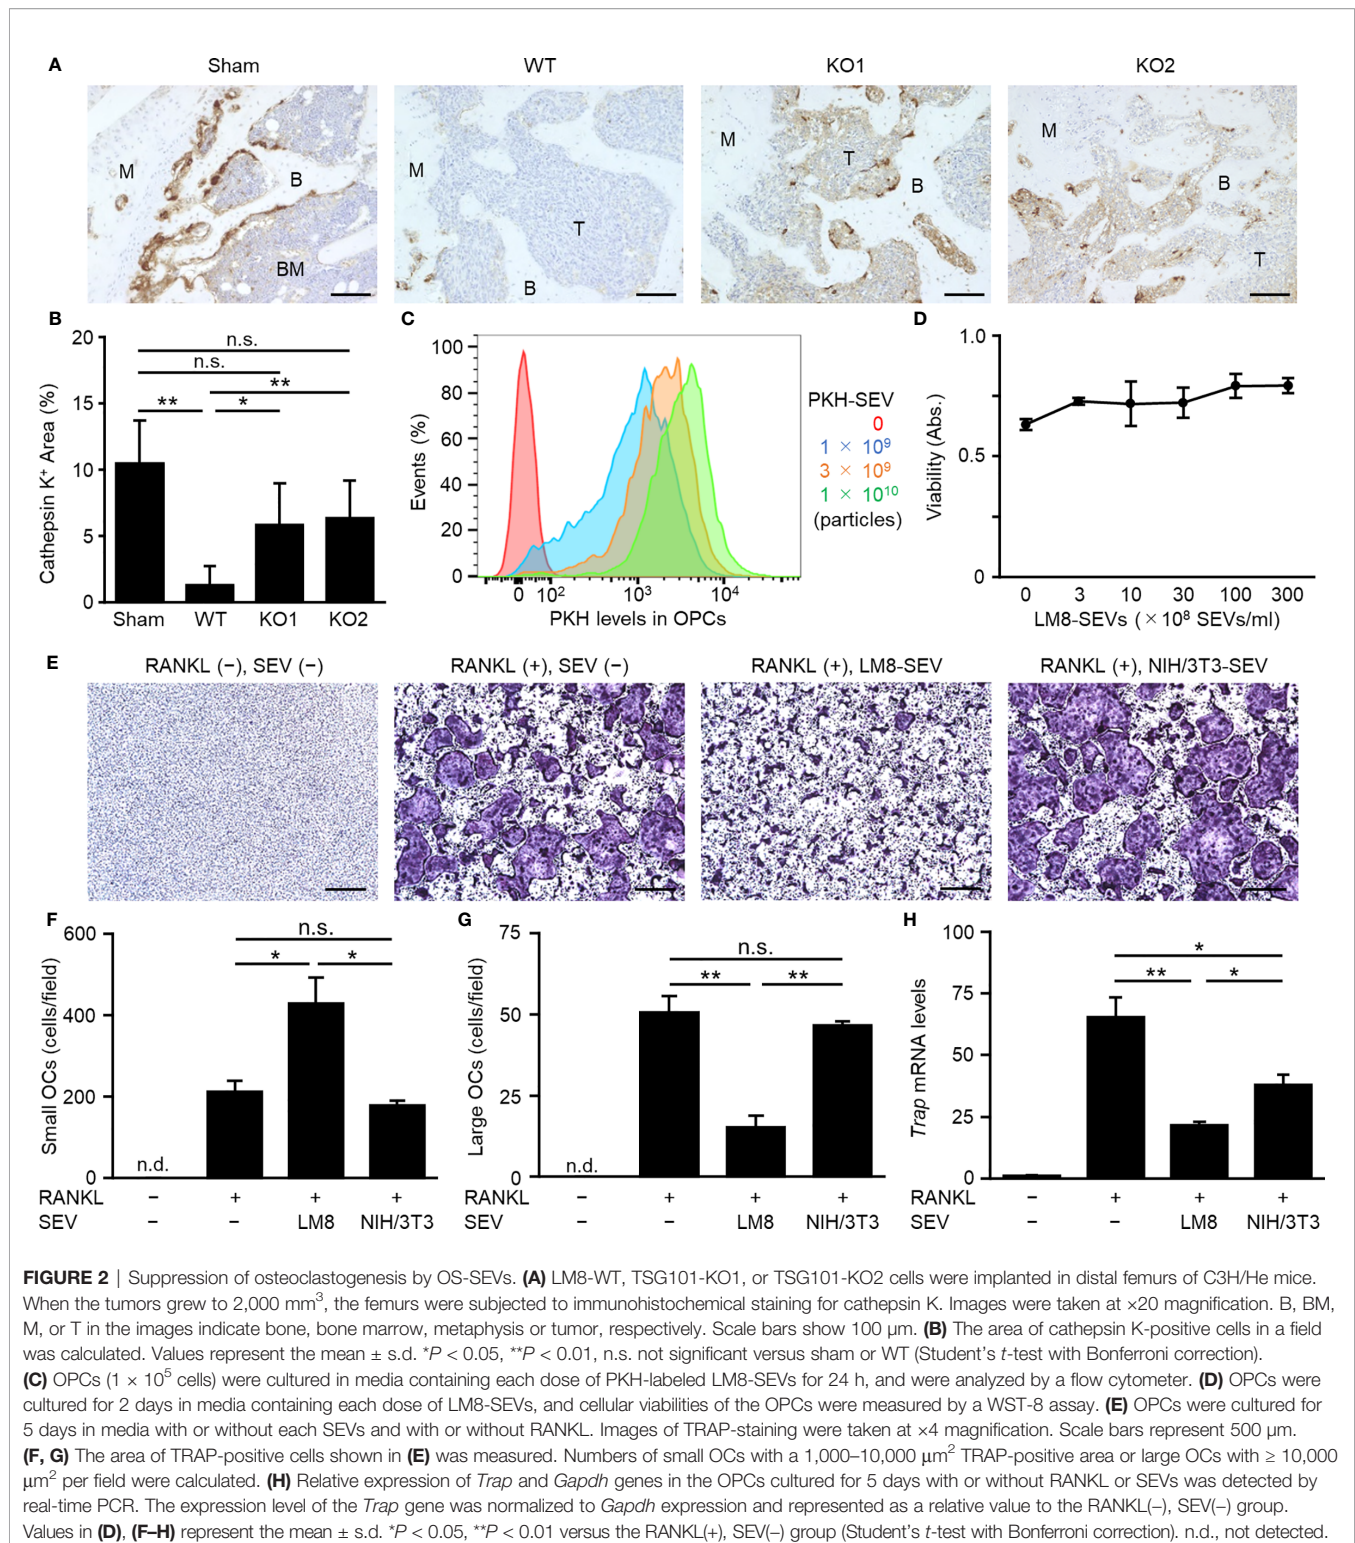 A
Sham
WT
KO1
KO2
M
B
BM
M
T
B
M
T
B
M
B
T
B
Cathepsin K⁺ Area (%)
20
15
10
5
0
n.s.
n.s.
**
**
*
Sham WT KO1 KO2
C
Events (%)
100
80
60
40
20
0
0 10² 10³ 10⁴
PKH levels in OPCs
PKH-SEV
0
1 × 10⁹
3 × 10⁹
1 × 10¹⁰
(particles)
D
Viability (Abs.)
1.0
0.5
0
0 3 10 30 100 300
LM8-SEVs (×10⁸ SEVs/ml)
E
RANKL (−), SEV (−)
RANKL (+), SEV (−)
RANKL (+), LM8-SEV
RANKL (+), NIH/3T3-SEV
F
Small OCs (cells/field)
600
400
200
0
n.s.
* *
n.d.
RANKL − + + +
SEV − − LM8 NIH/3T3
G
Large OCs (cells/field)
75
50
25
0
n.s.
** **
n.d.
RANKL − + + +
SEV − − LM8 NIH/3T3
H
Trap mRNA levels
100
75
50
25
0
*
** *
RANKL − + + +
SEV − − LM8 NIH/3T3
FIGURE 2 | Suppression of osteoclastogenesis by OS-SEVs. (A) LM8-WT, TSG101-KO1, or TSG101-KO2 cells were implanted in distal femurs of C3H/He mice.
When the tumors grew to 2,000 mm³, the femurs were subjected to immunohistochemical staining for cathepsin K. Images were taken at ×20 magnification. B, BM,
M, or T in the images indicate bone, bone marrow, metaphysis or tumor, respectively. Scale bars show 100 μm. (B) The area of cathepsin K-positive cells in a field
was calculated. Values represent the mean ± s.d. *P < 0.05, **P < 0.01, n.s. not significant versus sham or WT (Student's t-test with Bonferroni correction).
(C) OPCs (1 × 10⁵ cells) were cultured in media containing each dose of PKH-labeled LM8-SEVs for 24 h, and were analyzed by a flow cytometer. (D) OPCs were
cultured for 2 days in media containing each dose of LM8-SEVs, and cellular viabilities of the OPCs were measured by a WST-8 assay. (E) OPCs were cultured for
5 days in media with or without each SEVs and with or without RANKL. Images of TRAP-staining were taken at ×4 magnification. Scale bars represent 500 μm.
(F, G) The area of TRAP-positive cells shown in (E) was measured. Numbers of small OCs with a 1,000–10,000 μm² TRAP-positive area or large OCs with ≥ 10,000
μm² per field were calculated. (H) Relative expression of Trap and Gapdh genes in the OPCs cultured for 5 days with or without RANKL or SEVs was detected by
real-time PCR. The expression level of the Trap gene was normalized to Gapdh expression and represented as a relative value to the RANKL(–), SEV(–) group.
Values in (D), (F–H) represent the mean ± s.d. *P < 0.05, **P < 0.01 versus the RANKL(+), SEV(–) group (Student's t-test with Bonferroni correction). n.d., not detected.